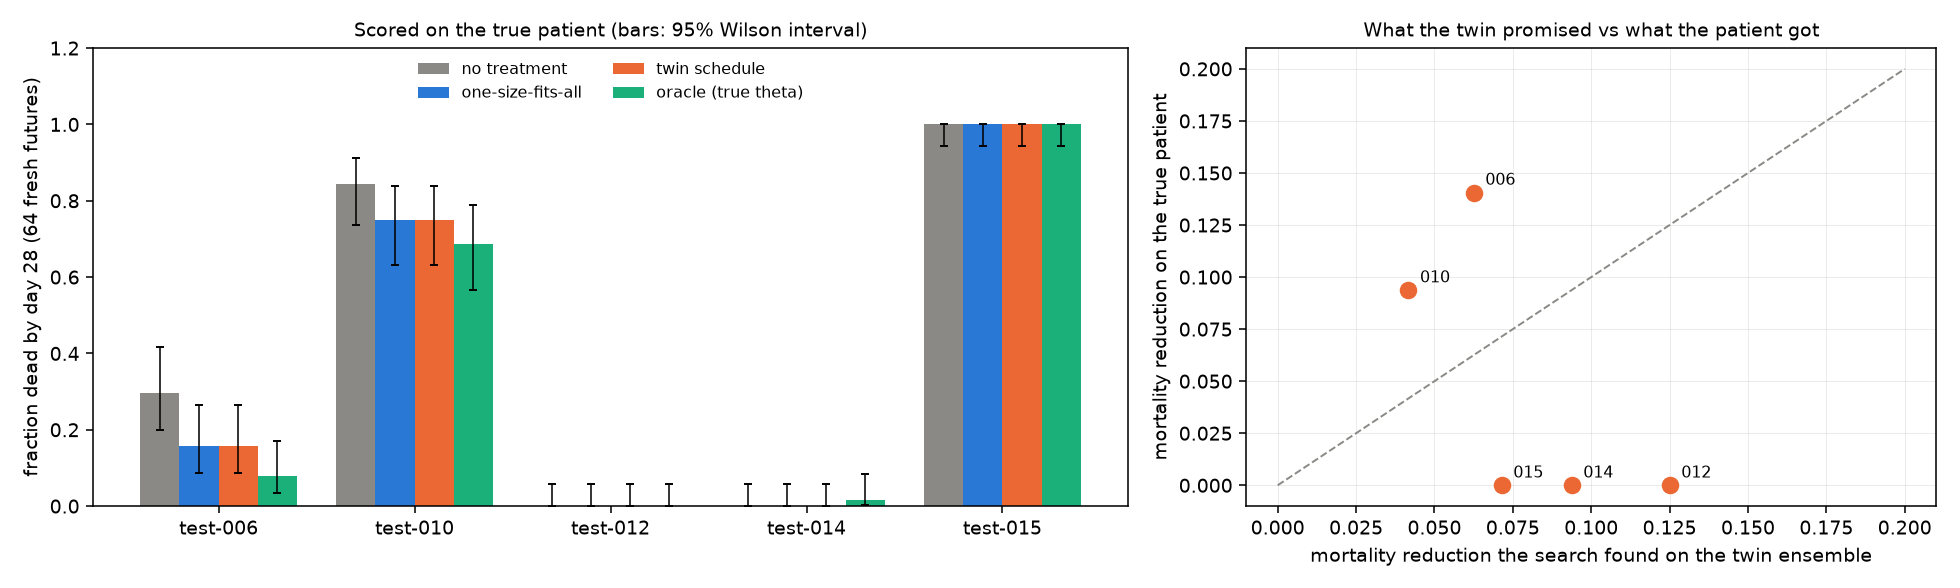 Scored on the true patient (bars: 95% Wilson interval)
fraction dead by day 28 (64 fresh futures)
1.2
1.0
0.8
0.6
0.4
0.2
0.0
no treatment
one-size-fits-all
twin schedule
oracle (true theta)
test-006
test-010
test-012
test-014
test-015
What the twin promised vs what the patient got
mortality reduction on the true patient
0.200
0.175
0.150
0.125
0.100
0.075
0.050
0.025
0.000
006
010
015
014
012
0.000
0.025
0.050
0.075
0.100
0.125
0.150
0.175
0.200
mortality reduction the search found on the twin ensemble